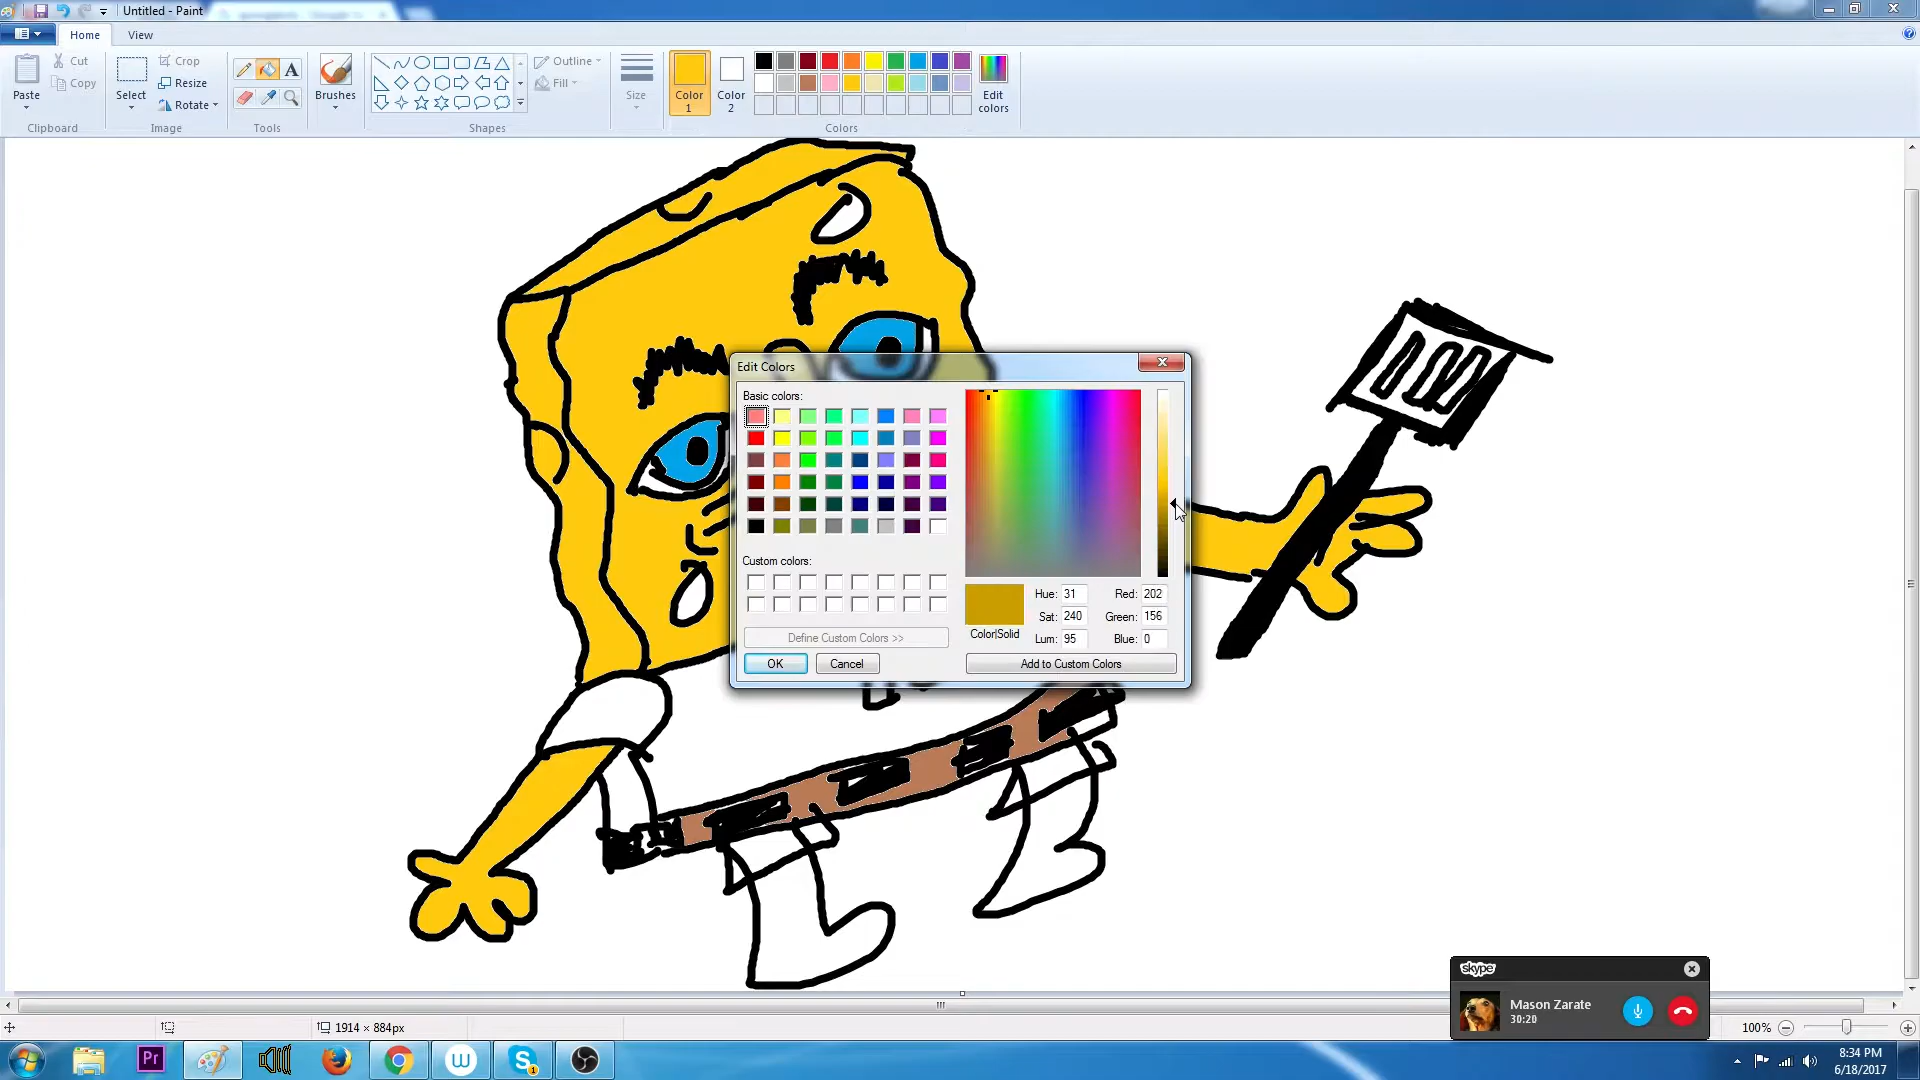 Untitled - Paint
Home
View
Paste
Cut
Copy
Clipboard
Select
Crop
Resize
Rotate
Image
A
Tools
Brushes
Shapes
Outline
Fill
Size
Color
1
Color
2
Edit
colors
Colors
Edit Colors
Basic colors:
Custom colors:
Define Custom Colors >>
OK
Cancel
Color|Solid
Hue: 31
Sat: 240
Lum: 95
Red: 202
Green: 156
Blue: 0
Add to Custom Colors
skype
Mason Zarate
30:20
1914 × 884px
100%
Pr
W
S
1
8:34 PM
6/18/2017